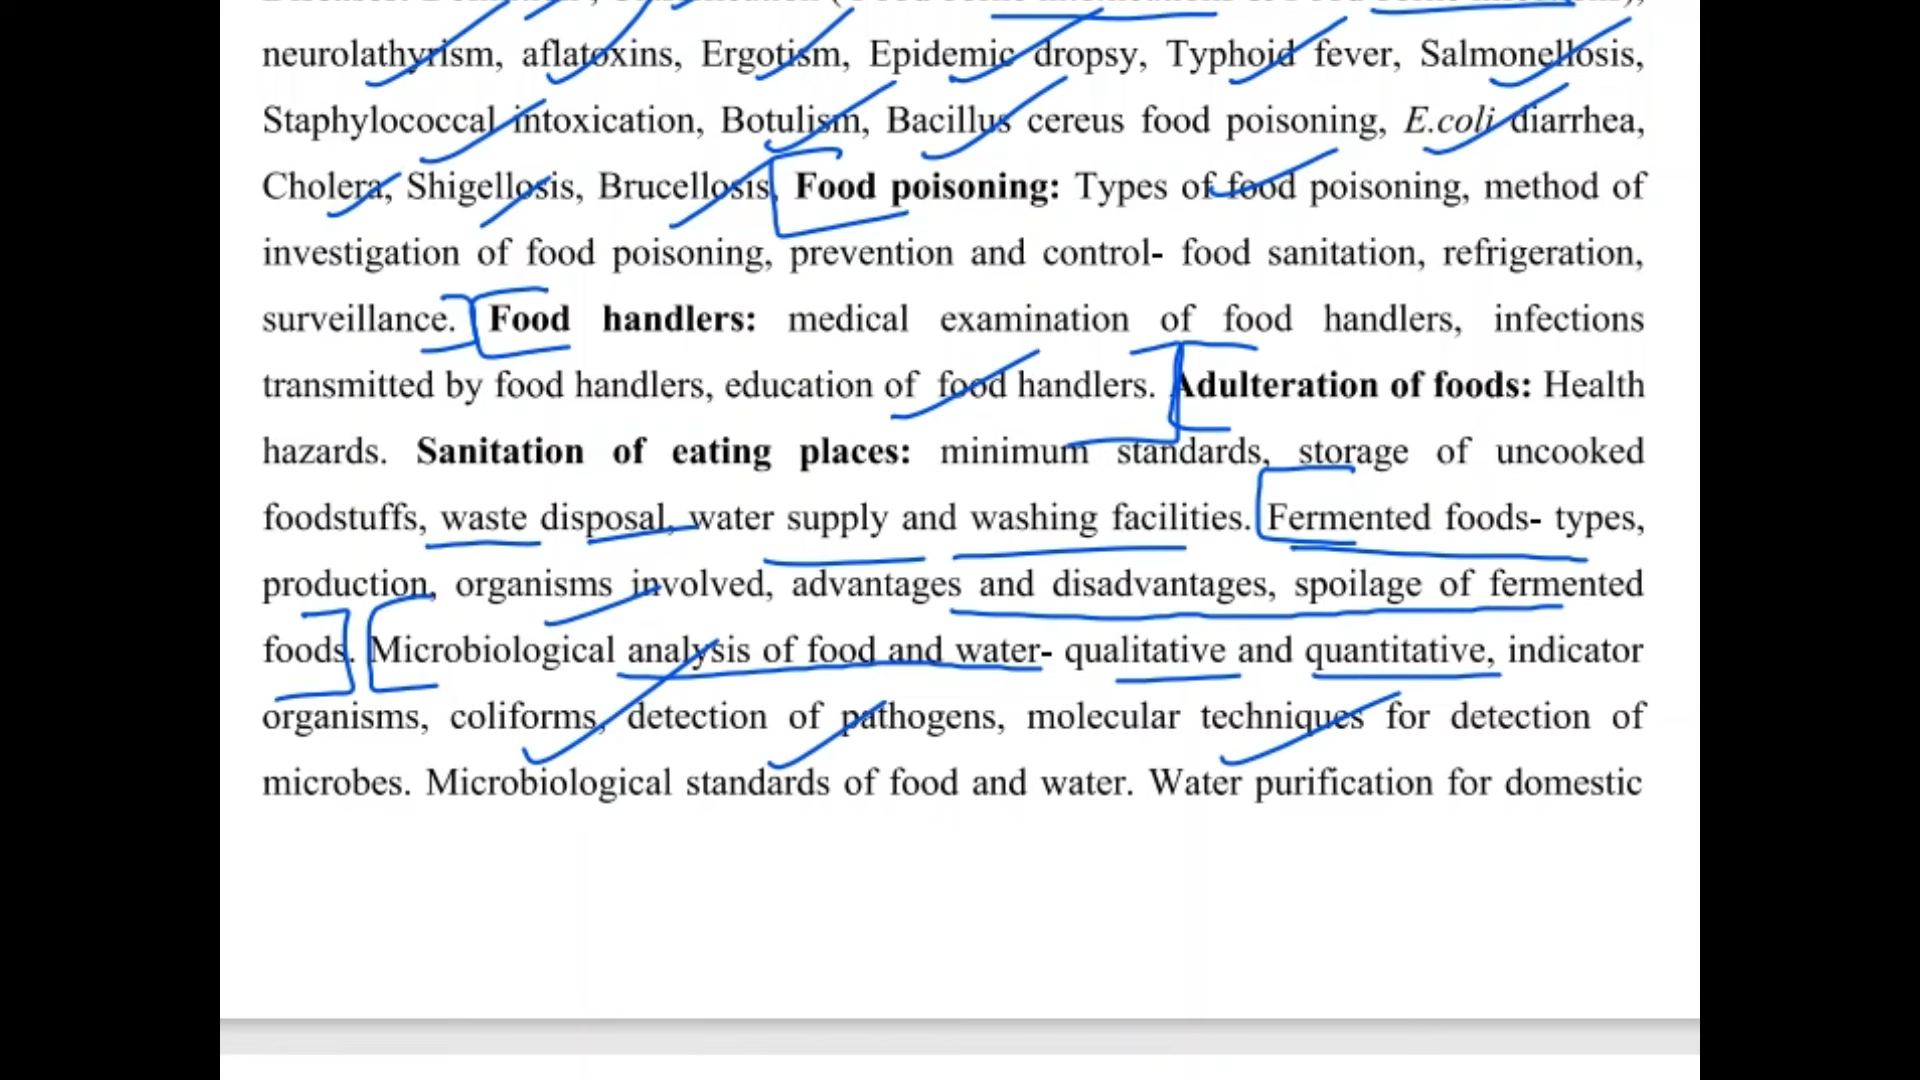 neurolathyrism, aflatoxins, Ergotism, Epidemic dropsy, Typhoid fever, Salmonellosis,
Staphylococcal intoxication, Botulism, Bacillus cereus food poisoning, E.coli diarrhea,
Cholera, Shigellosis, Brucellosis, Food poisoning: Types of food poisoning, method of
investigation of food poisoning, prevention and control- food sanitation, refrigeration,
surveillance. Food handlers: medical examination of food handlers, infections
transmitted by food handlers, education of food handlers. Adulteration of foods: Health
hazards. Sanitation of eating places: minimum standards, storage of uncooked
foodstuffs, waste disposal, water supply and washing facilities. Fermented foods- types,
production, organisms involved, advantages and disadvantages, spoilage of fermented
foods. Microbiological analysis of food and water- qualitative and quantitative, indicator
organisms, coliforms, detection of pathogens, molecular techniques for detection of
microbes. Microbiological standards of food and water. Water purification for domestic